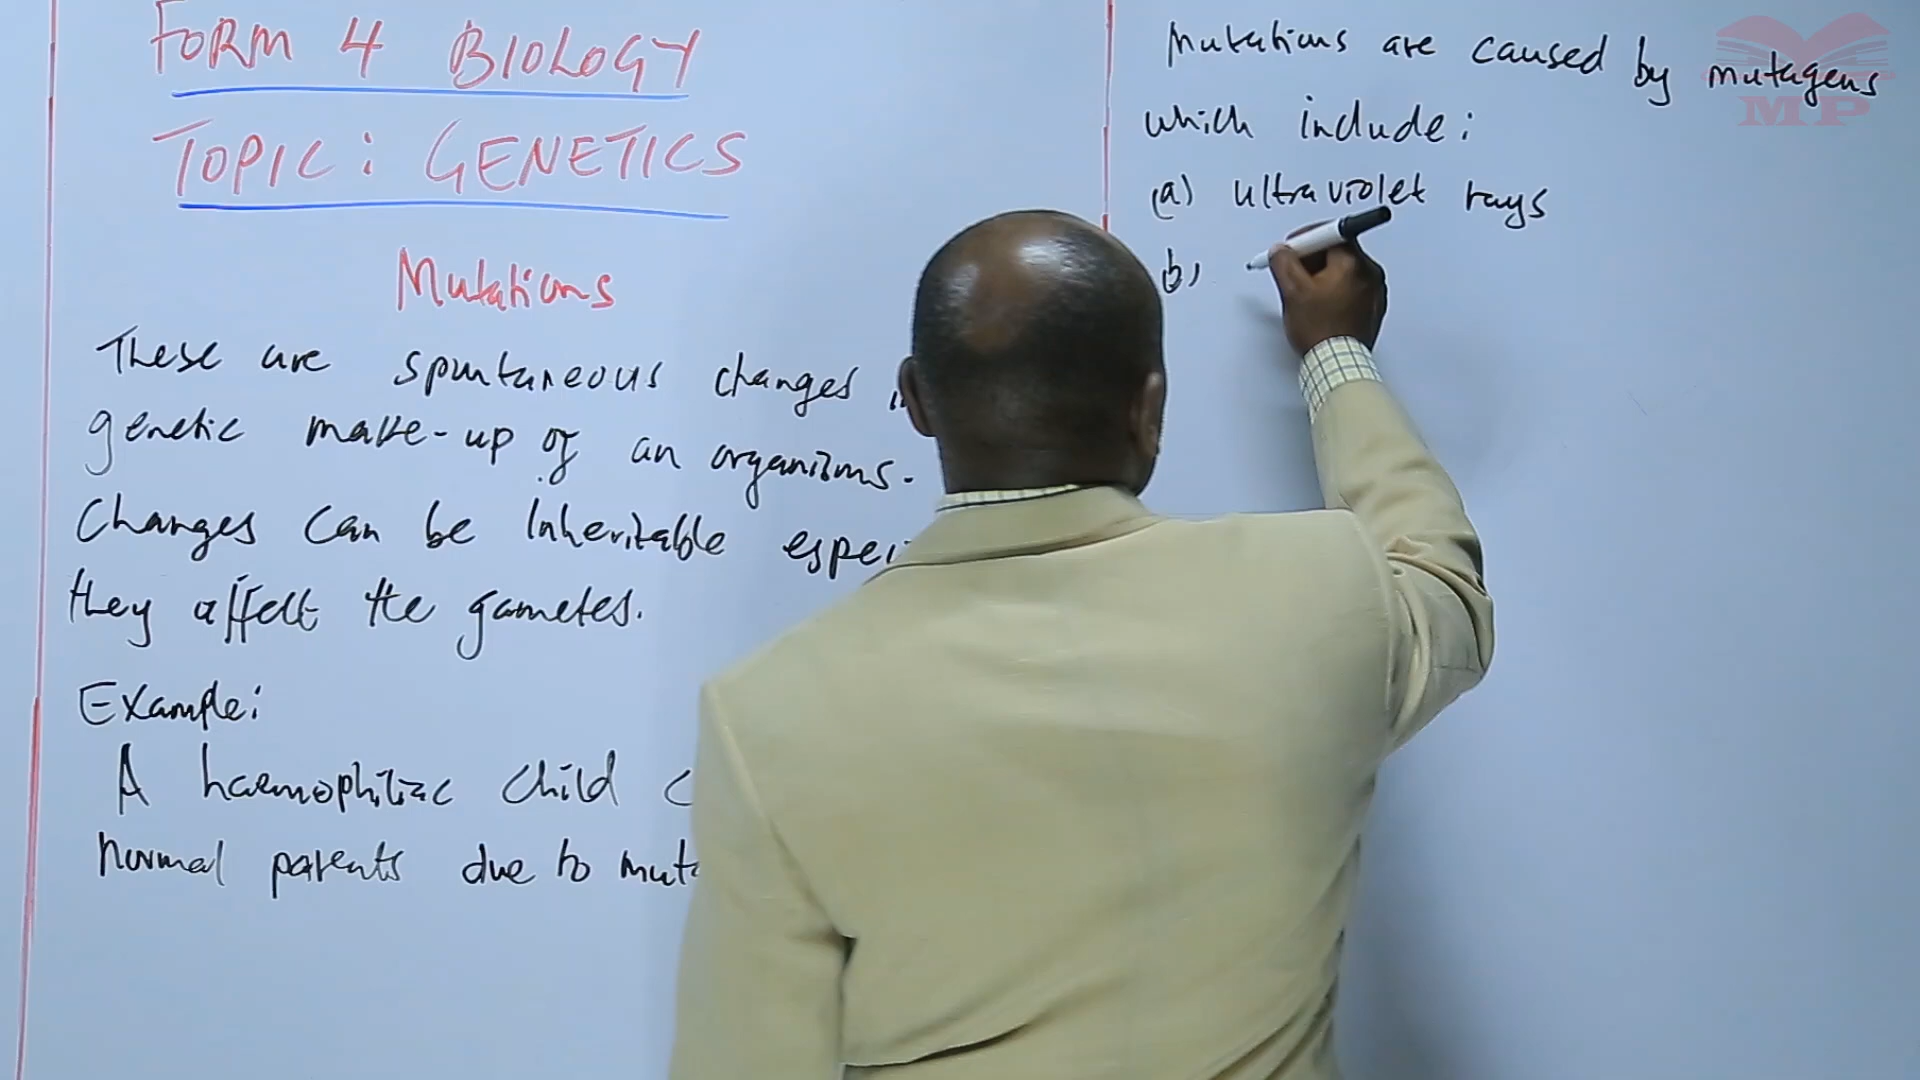 FORM 4 BIOLOGY
TOPIC: GENETICS
Mutations
These are spontaneous changes
genetic make-up of an organisms.
Changes can be Inheritable
they affect the gametes.
Example:
A haemophiliac child
normal parents due to
Mutations are caused by mutagens
which include:
(a) ultraviolet rays
b)
MP